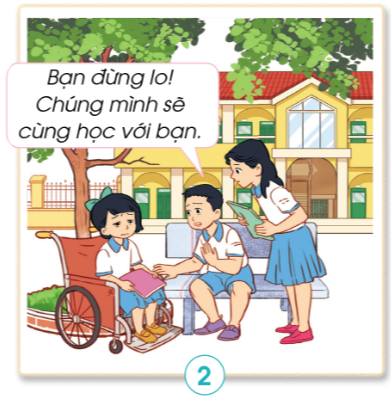 Bạn đừng lo!
Chúng mình sẽ
cùng học với bạn.
2